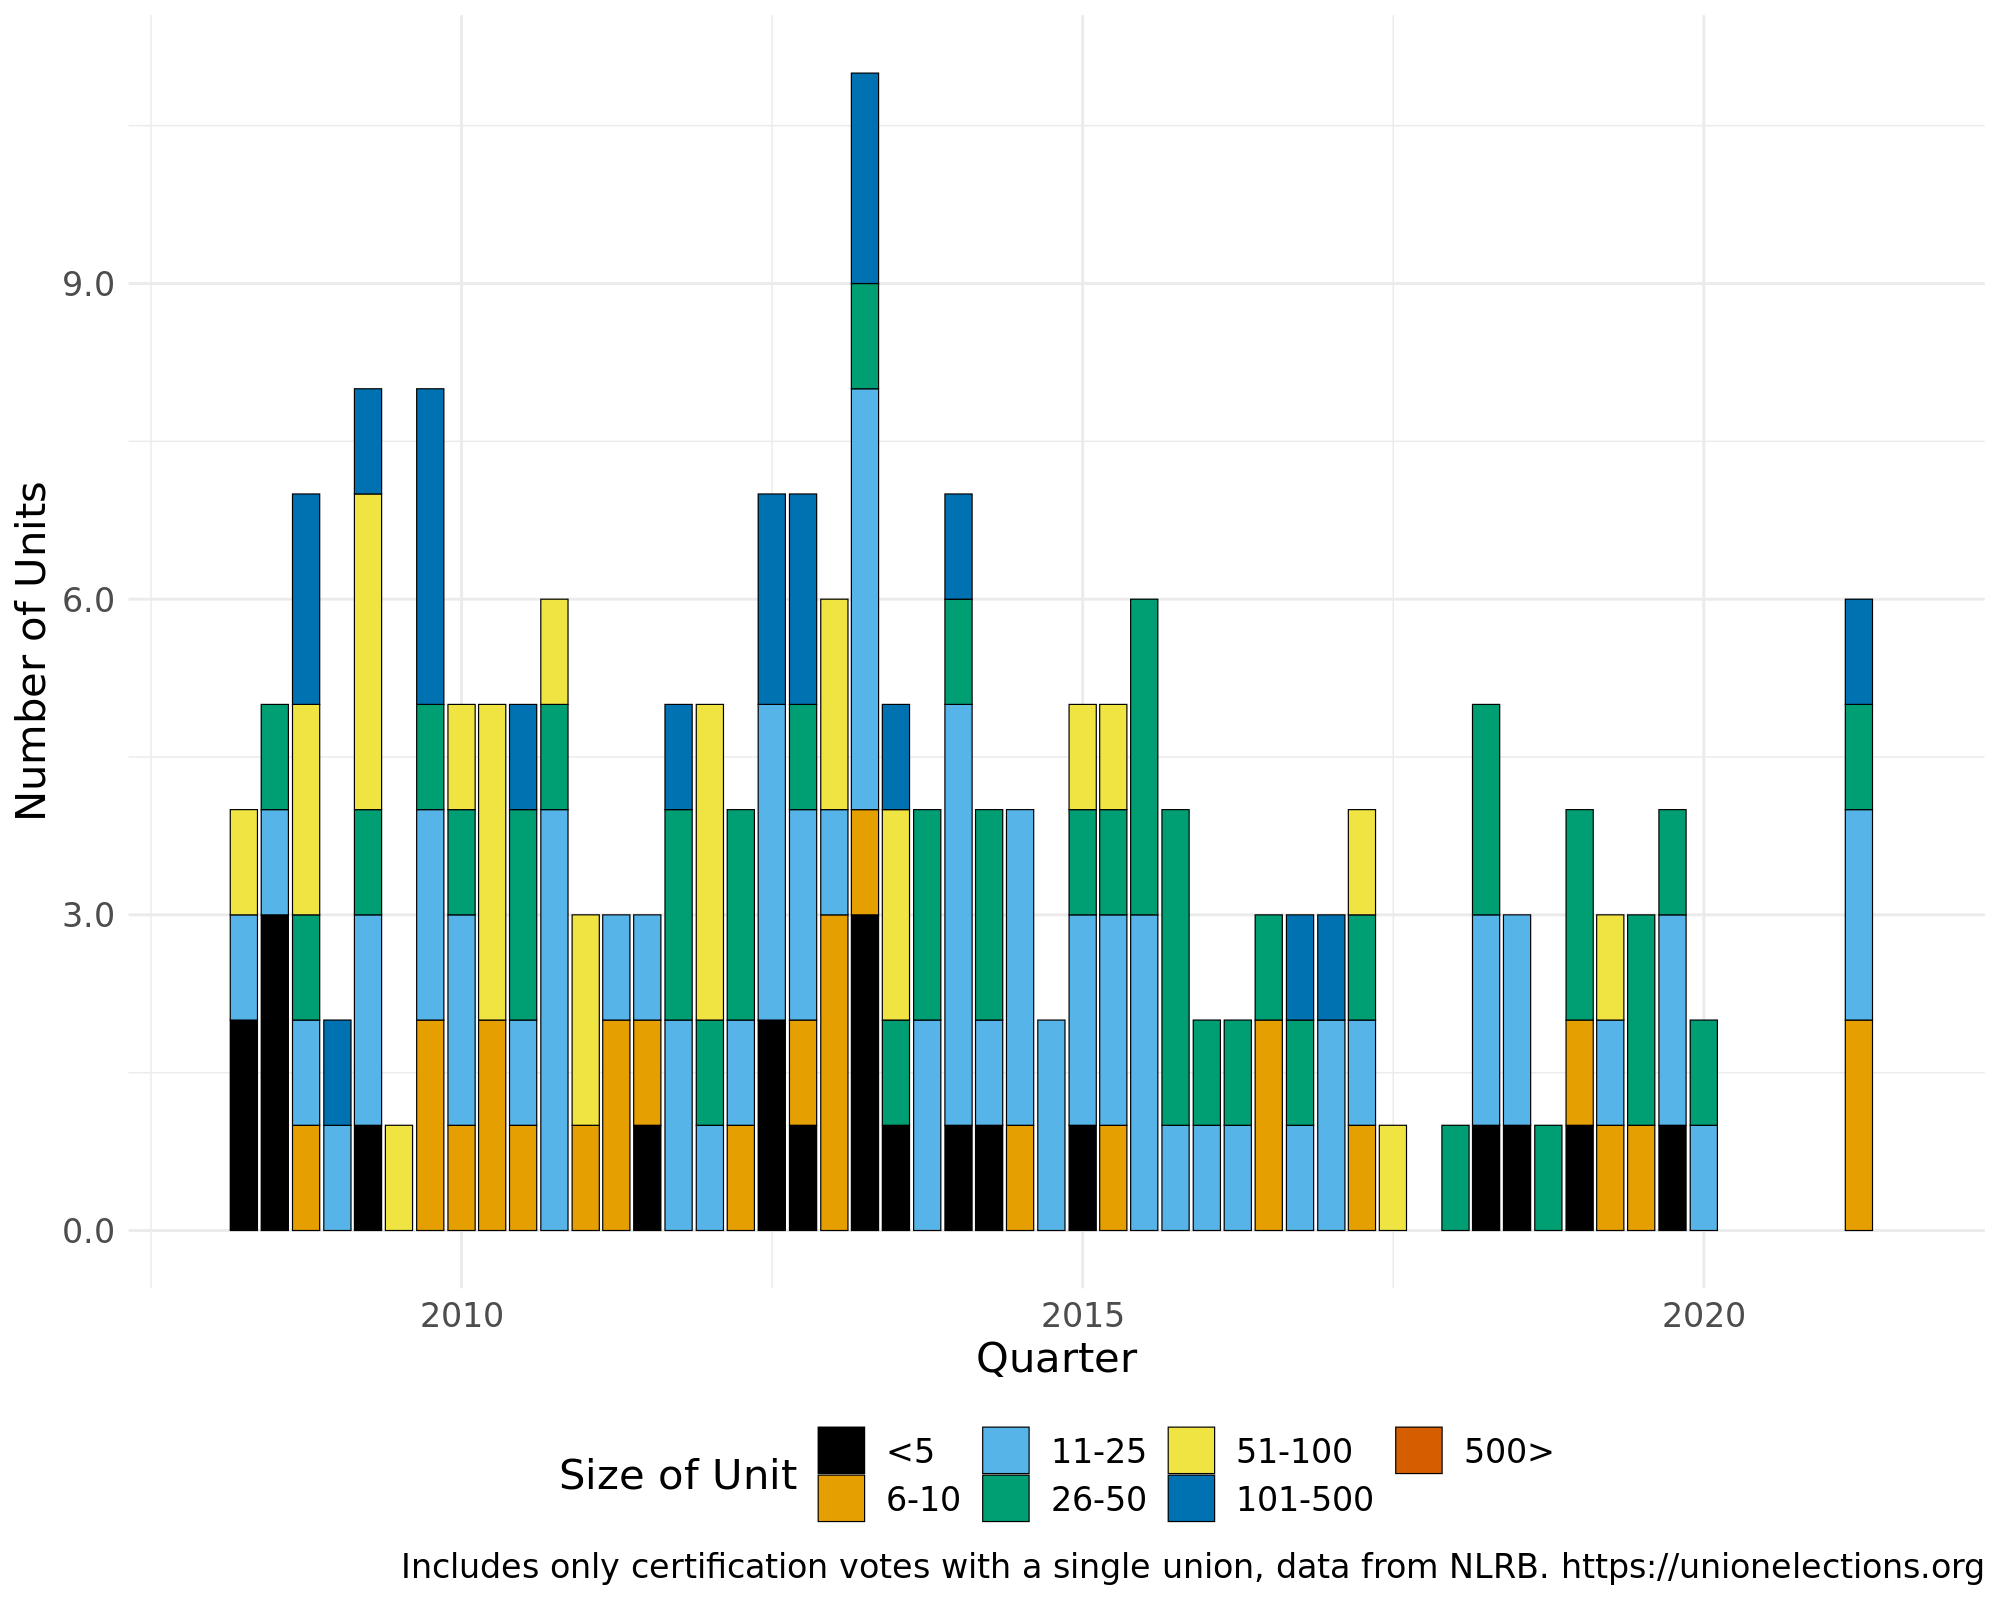 9.0
6.0
3.0
0.0
Number of Units
2010 2015 2020
Quarter
Size of Unit
<5 11-25 51-100 500>
6-10 26-50 101-500
Includes only certification votes with a single union, data from NLRB. https://unionelections.org